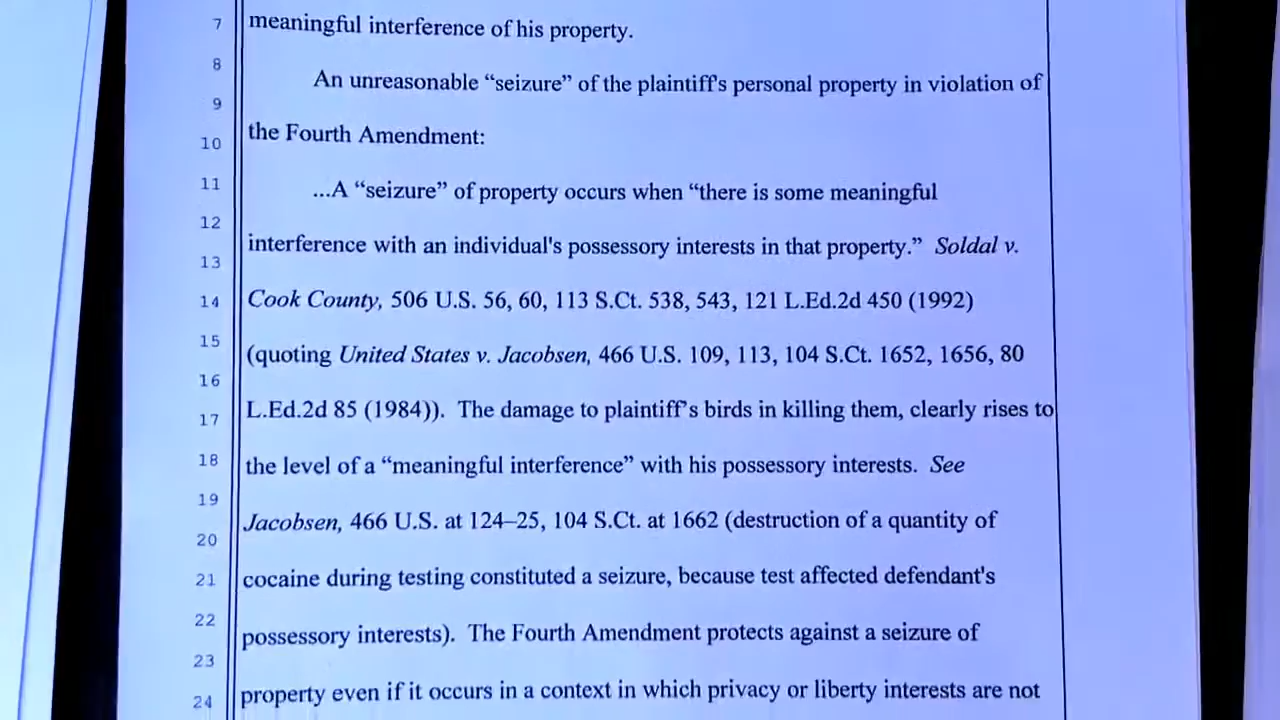 7 meaningful interference of his property.
8 An unreasonable “seizure” of the plaintiff's personal property in violation of
9
10 the Fourth Amendment:
11 ...A “seizure” of property occurs when “there is some meaningful
12
13 interference with an individual's possessory interests in that property.” Soldal v.
14 Cook County, 506 U.S. 56, 60, 113 S.Ct. 538, 543, 121 L.Ed.2d 450 (1992)
15 (quoting United States v. Jacobsen, 466 U.S. 109, 113, 104 S.Ct. 1652, 1656, 80
16
17 L.Ed.2d 85 (1984)). The damage to plaintiff’s birds in killing them, clearly rises to
18 the level of a “meaningful interference” with his possessory interests. See
19
20 Jacobsen, 466 U.S. at 124–25, 104 S.Ct. at 1662 (destruction of a quantity of
21 cocaine during testing constituted a seizure, because test affected defendant's
22 possessory interests). The Fourth Amendment protects against a seizure of
23
24 property even if it occurs in a context in which privacy or liberty interests are not